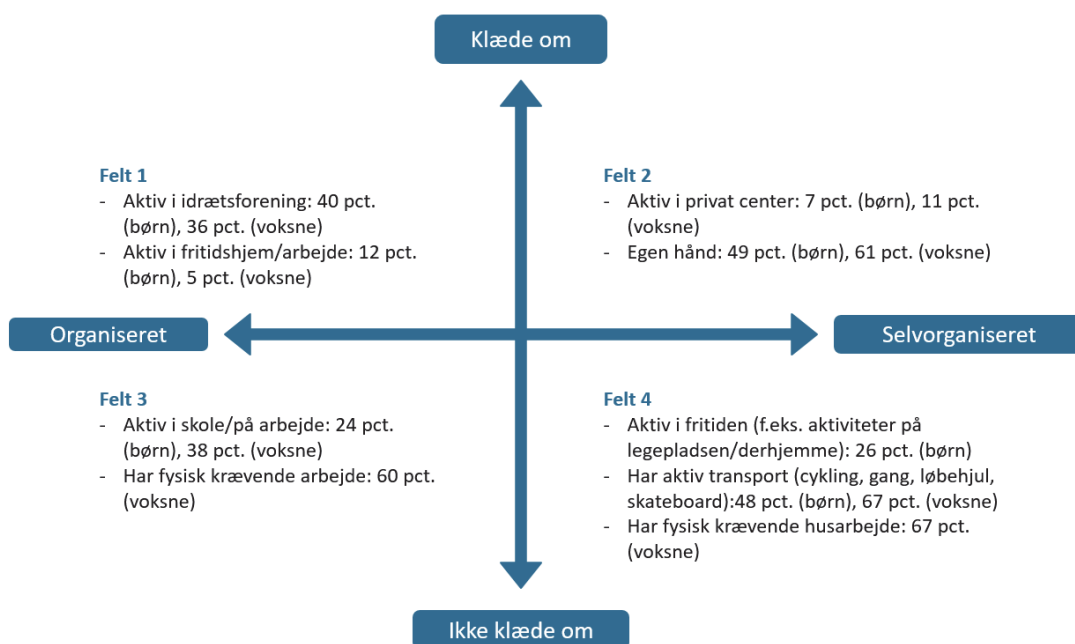 Klæde om
Felt 1
- Aktiv i idrætsforening: 40 pct.
(børn), 36 pct. (voksne)
- Aktiv i fritidshjem/arbejde: 12 pct.
(børn), 5 pct. (voksne)
Felt 2
- Aktiv i privat center: 7 pct. (børn), 11 pct.
(voksne)
- Egen hånd: 49 pct. (børn), 61 pct. (voksne)
Organiseret
Selvorganiseret
Felt 3
- Aktiv i skole/på arbejde: 24 pct.
(børn), 38 pct. (voksne)
- Har fysisk krævende arbejde: 60 pct.
(voksne)
Felt 4
- Aktiv i fritiden (f.eks. aktiviteter på
legepladsen/derhjemme): 26 pct. (børn)
- Har aktiv transport (cykling, gang, løbehjul,
skateboard):48 pct. (børn), 67 pct. (voksne)
- Har fysisk krævende husarbejde: 67 pct.
(voksne)
Ikke klæde om